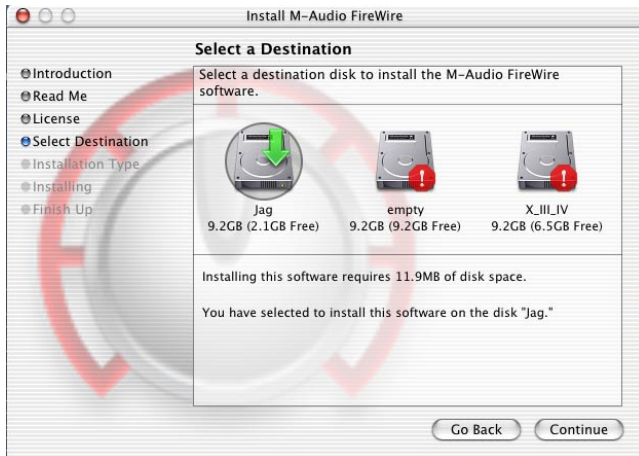 Install M-Audio FireWire
Select a Destination
Introduction
Read Me
License
Select Destination
Installation Type
Installing
Finish Up
Select a destination disk to install the M-Audio FireWire
software.
Jag
9.2GB (2.1GB Free)
empty
9.2GB (9.2GB Free)
X_III_IV
9.2GB (6.5GB Free)
Installing this software requires 11.9MB of disk space.
You have selected to install this software on the disk "Jag."
Go Back
Continue